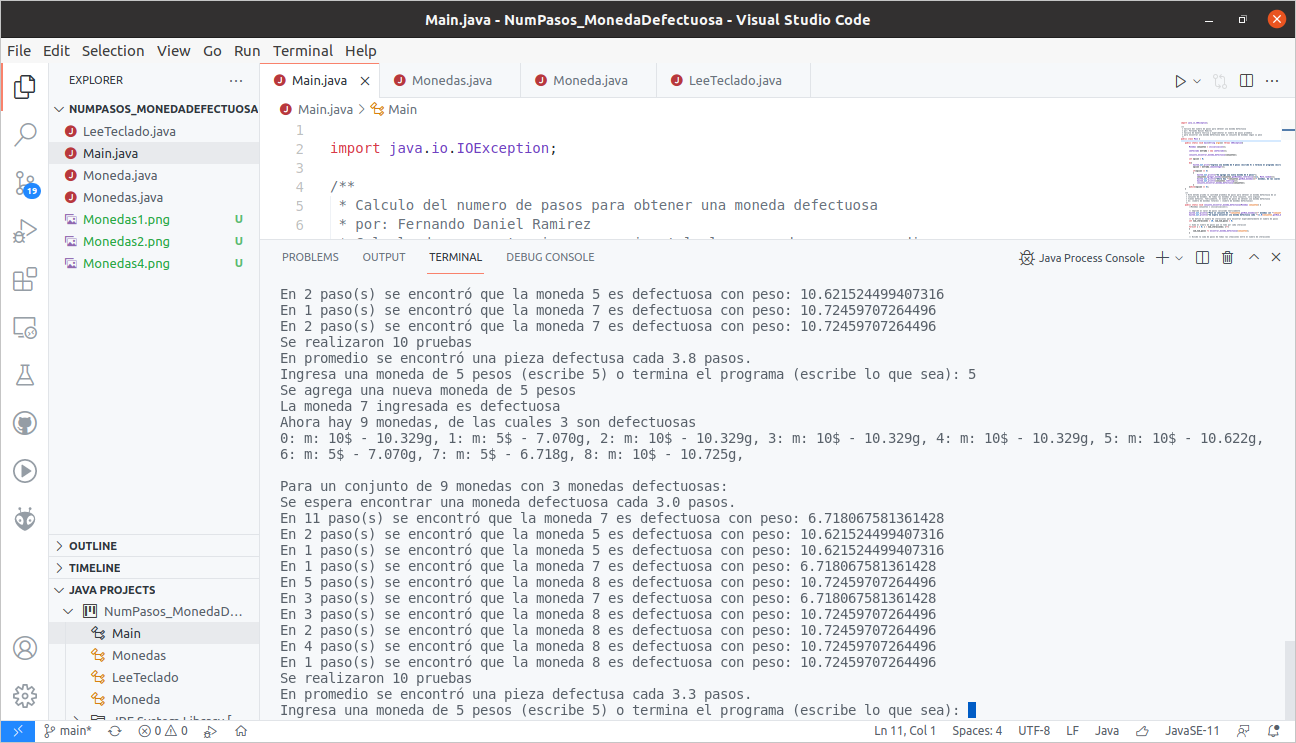 Main.java - NumPasos_MonedaDefectuosa - Visual Studio Code
File Edit Selection View Go Run Terminal Help
EXPLORER
NUMPASOS_MONEDADEFECTUOSA
LeeTeclado.java
Main.java
Moneda.java
Monedas.java
Monedas1.png U
Monedas2.png U
Monedas4.png U
19
OUTLINE
TIMELINE
JAVA PROJECTS
NumPasos_MonedaD...
Main
Monedas
LeeTeclado
Moneda
JRE System Library [
Main.java Monedas.java Moneda.java LeeTeclado.java
Main.java > Main
1
2 import java.io.IOException;
3
4 /**
5 * Calculo del numero de pasos para obtener una moneda defectuosa
6 * por: Fernando Daniel Ramirez
PROBLEMS OUTPUT TERMINAL DEBUG CONSOLE
Java Process Console
En 2 paso(s) se encontró que la moneda 5 es defectuosa con peso: 10.621524499407316
En 1 paso(s) se encontró que la moneda 7 es defectuosa con peso: 10.72459707264496
En 2 paso(s) se encontró que la moneda 7 es defectuosa con peso: 10.72459707264496
Se realizaron 10 pruebas
En promedio se encontró una pieza defectusa cada 3.8 pasos.
Ingresa una moneda de 5 pesos (escribe 5) o termina el programa (escribe lo que sea): 5
Se agrega una nueva moneda de 5 pesos
La moneda 7 ingresada es defectuosa
Ahora hay 9 monedas, de las cuales 3 son defectuosas
0: m: 10$ - 10.329g, 1: m: 5$ - 7.070g, 2: m: 10$ - 10.329g, 3: m: 10$ - 10.329g, 4: m: 10$ - 10.329g, 5: m: 10$ - 10.622g,
6: m: 5$ - 7.070g, 7: m: 5$ - 6.718g, 8: m: 10$ - 10.725g,
Para un conjunto de 9 monedas con 3 monedas defectuosas:
Se espera encontrar una moneda defectuosa cada 3.0 pasos.
En 11 paso(s) se encontró que la moneda 7 es defectuosa con peso: 6.718067581361428
En 2 paso(s) se encontró que la moneda 5 es defectuosa con peso: 10.621524499407316
En 1 paso(s) se encontró que la moneda 5 es defectuosa con peso: 10.621524499407316
En 1 paso(s) se encontró que la moneda 7 es defectuosa con peso: 6.718067581361428
En 5 paso(s) se encontró que la moneda 8 es defectuosa con peso: 10.72459707264496
En 3 paso(s) se encontró que la moneda 7 es defectuosa con peso: 6.718067581361428
En 3 paso(s) se encontró que la moneda 8 es defectuosa con peso: 10.72459707264496
En 2 paso(s) se encontró que la moneda 8 es defectuosa con peso: 10.72459707264496
En 4 paso(s) se encontró que la moneda 8 es defectuosa con peso: 10.72459707264496
En 1 paso(s) se encontró que la moneda 8 es defectuosa con peso: 10.72459707264496
Se realizaron 10 pruebas
En promedio se encontró una pieza defectusa cada 3.3 pasos.
Ingresa una moneda de 5 pesos (escribe 5) o termina el programa (escribe lo que sea):
main* 0 0 Ln 11, Col 1 Spaces: 4 UTF-8 LF Java JavaSE-11